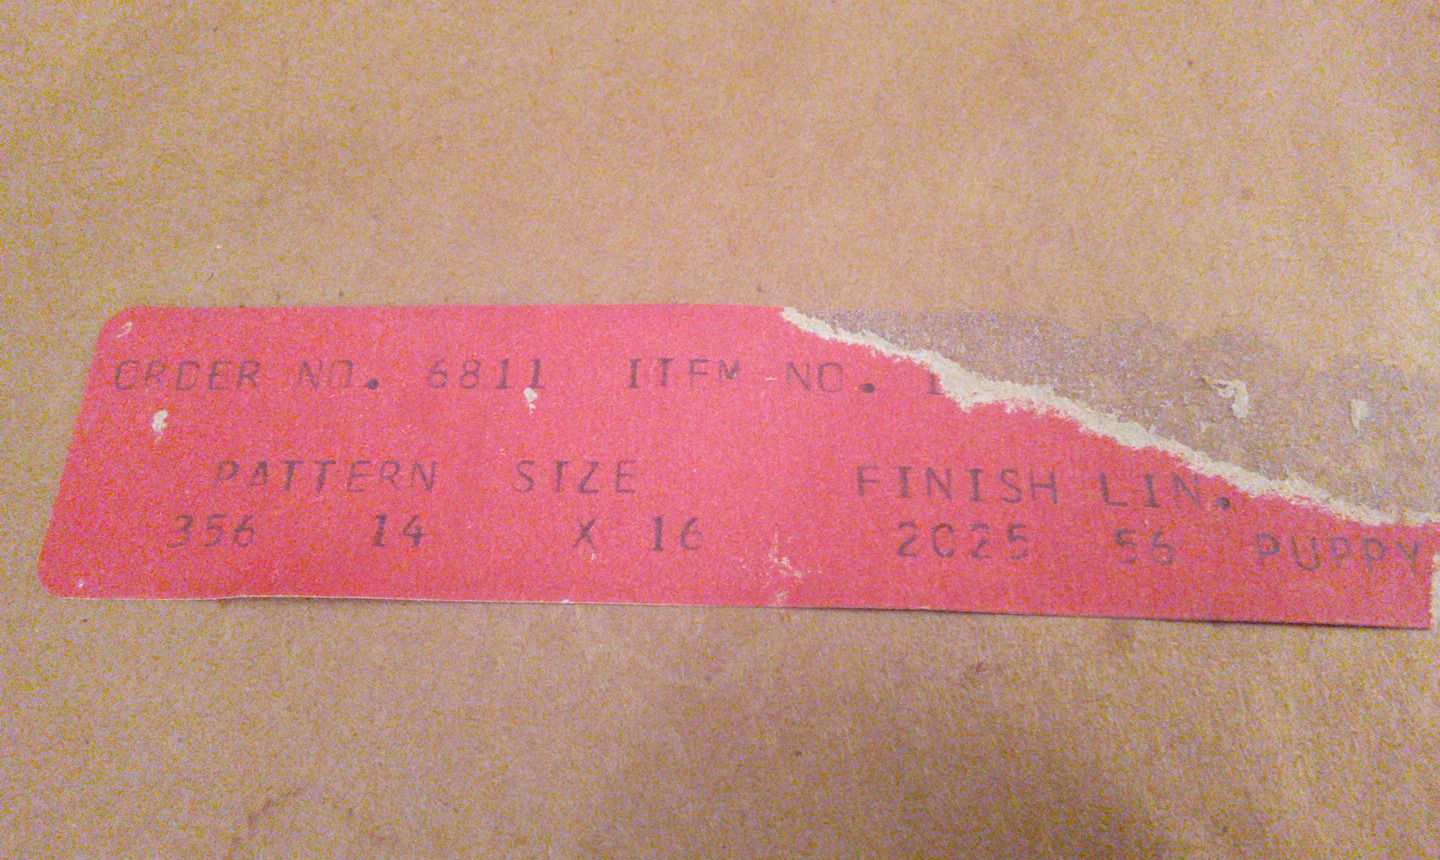 ORDER NO. 6811 ITEM NO.
PATTERN SIZE FINISH LIN.
356 14 X 16 2025 56 PUPPY